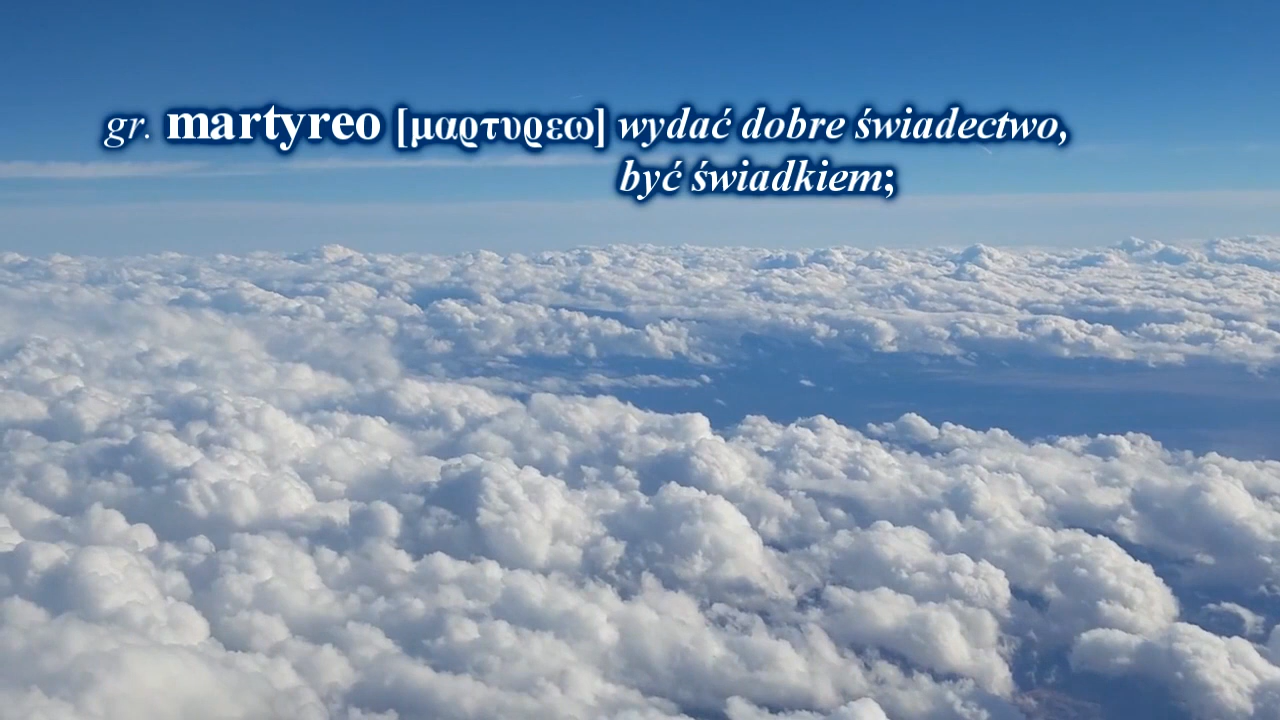 gr. martyreo [μαρτυρεω] wydać dobre świadectwo,
być świadkiem;